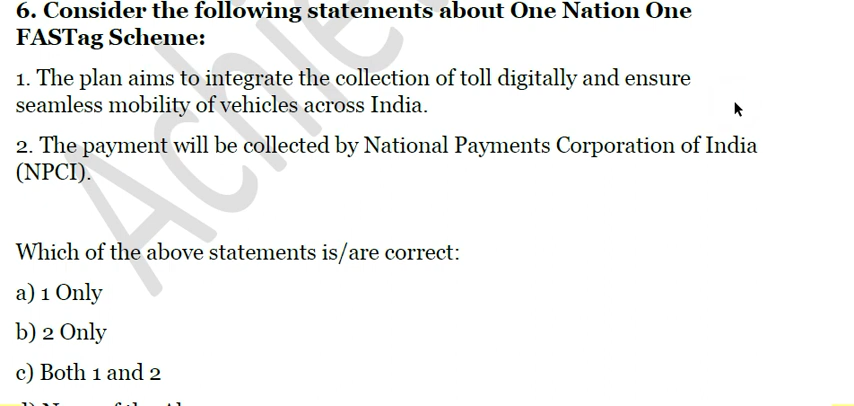 6. Consider the following statements about One Nation One
FASTag Scheme:
1. The plan aims to integrate the collection of toll digitally and ensure
seamless mobility of vehicles across India.
2. The payment will be collected by National Payments Corporation of India
(NPCI).
Which of the above statements is/are correct:
a) 1 Only
b) 2 Only
c) Both 1 and 2